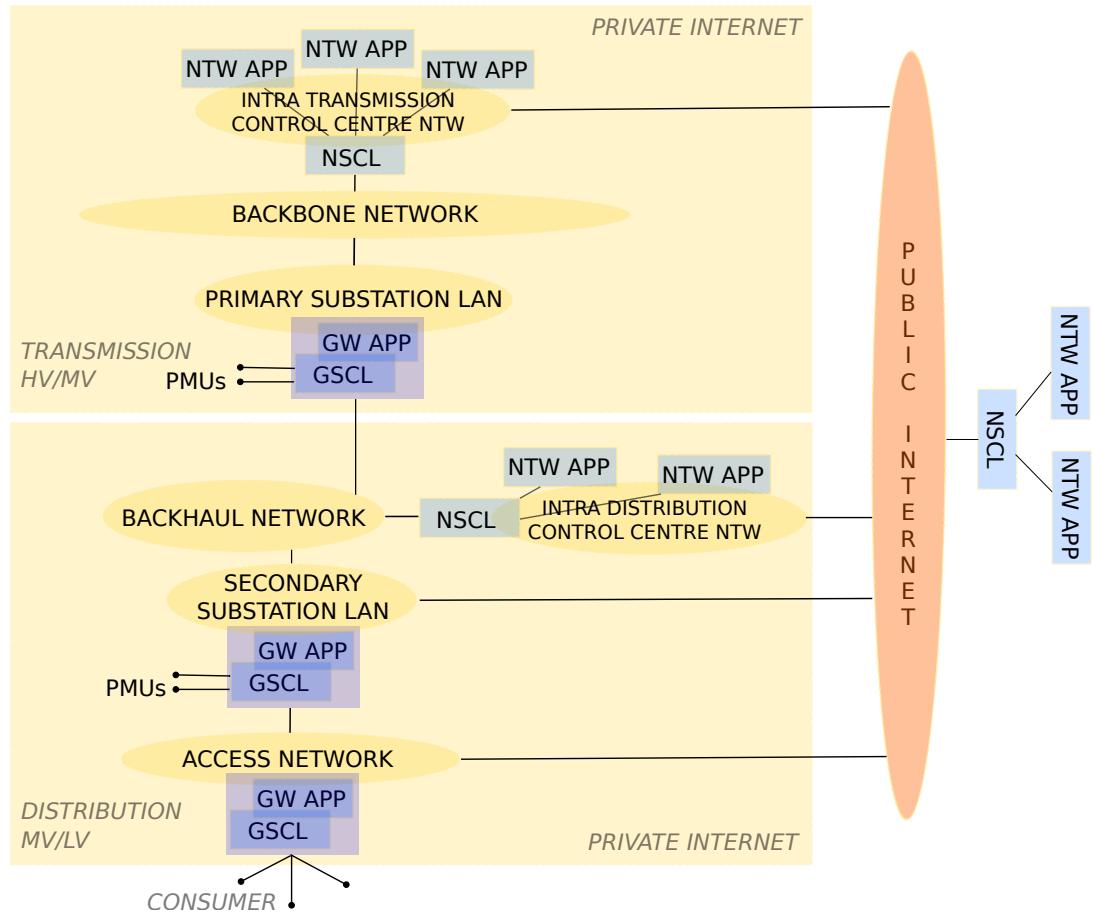 PRIVATE INTERNET
NTW APP
NTW APP
NTW APP
INTRA TRANSMISSION
CONTROL CENTRE NTW
NSCL
BACKBONE NETWORK
PRIMARY SUBSTATION LAN
GW APP
GSCL
TRANSMISSION
HV/MV
PMUs
NTW APP
NTW APP
NSCL
INTRA DISTRIBUTION
CONTROL CENTRE NTW
BACKHAUL NETWORK
SECONDARY
SUBSTATION LAN
GW APP
GSCL
PMUs
ACCESS NETWORK
GW APP
GSCL
DISTRIBUTION
MV/LV
PRIVATE INTERNET
CONSUMER
PUBLIC INTERNET
NSCL
NTW APP
NTW APP